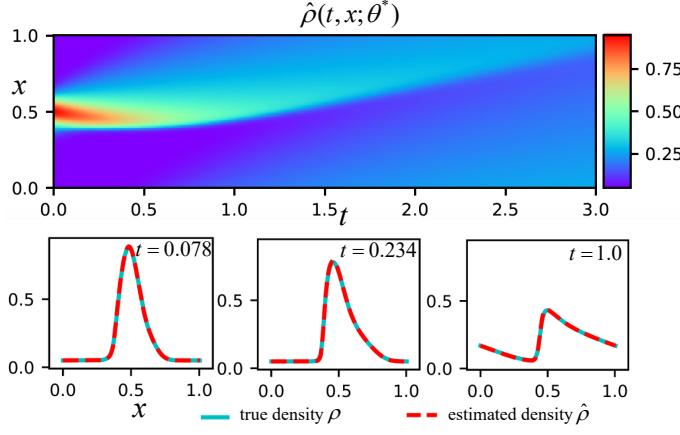 ρ̂(t, x; θ*)
1.0
x
0.5
0.0
0.0 0.5 1.0 1.5 2.0 2.5 3.0
t
0.75
0.50
0.25
t = 0.078
0.5
0.0
0.0 0.5 1.0
x
t = 0.234
0.5
0.0
0.0 0.5 1.0
t = 1.0
0.5
0.0
0.0 0.5 1.0
true density ρ
estimated density ρ̂